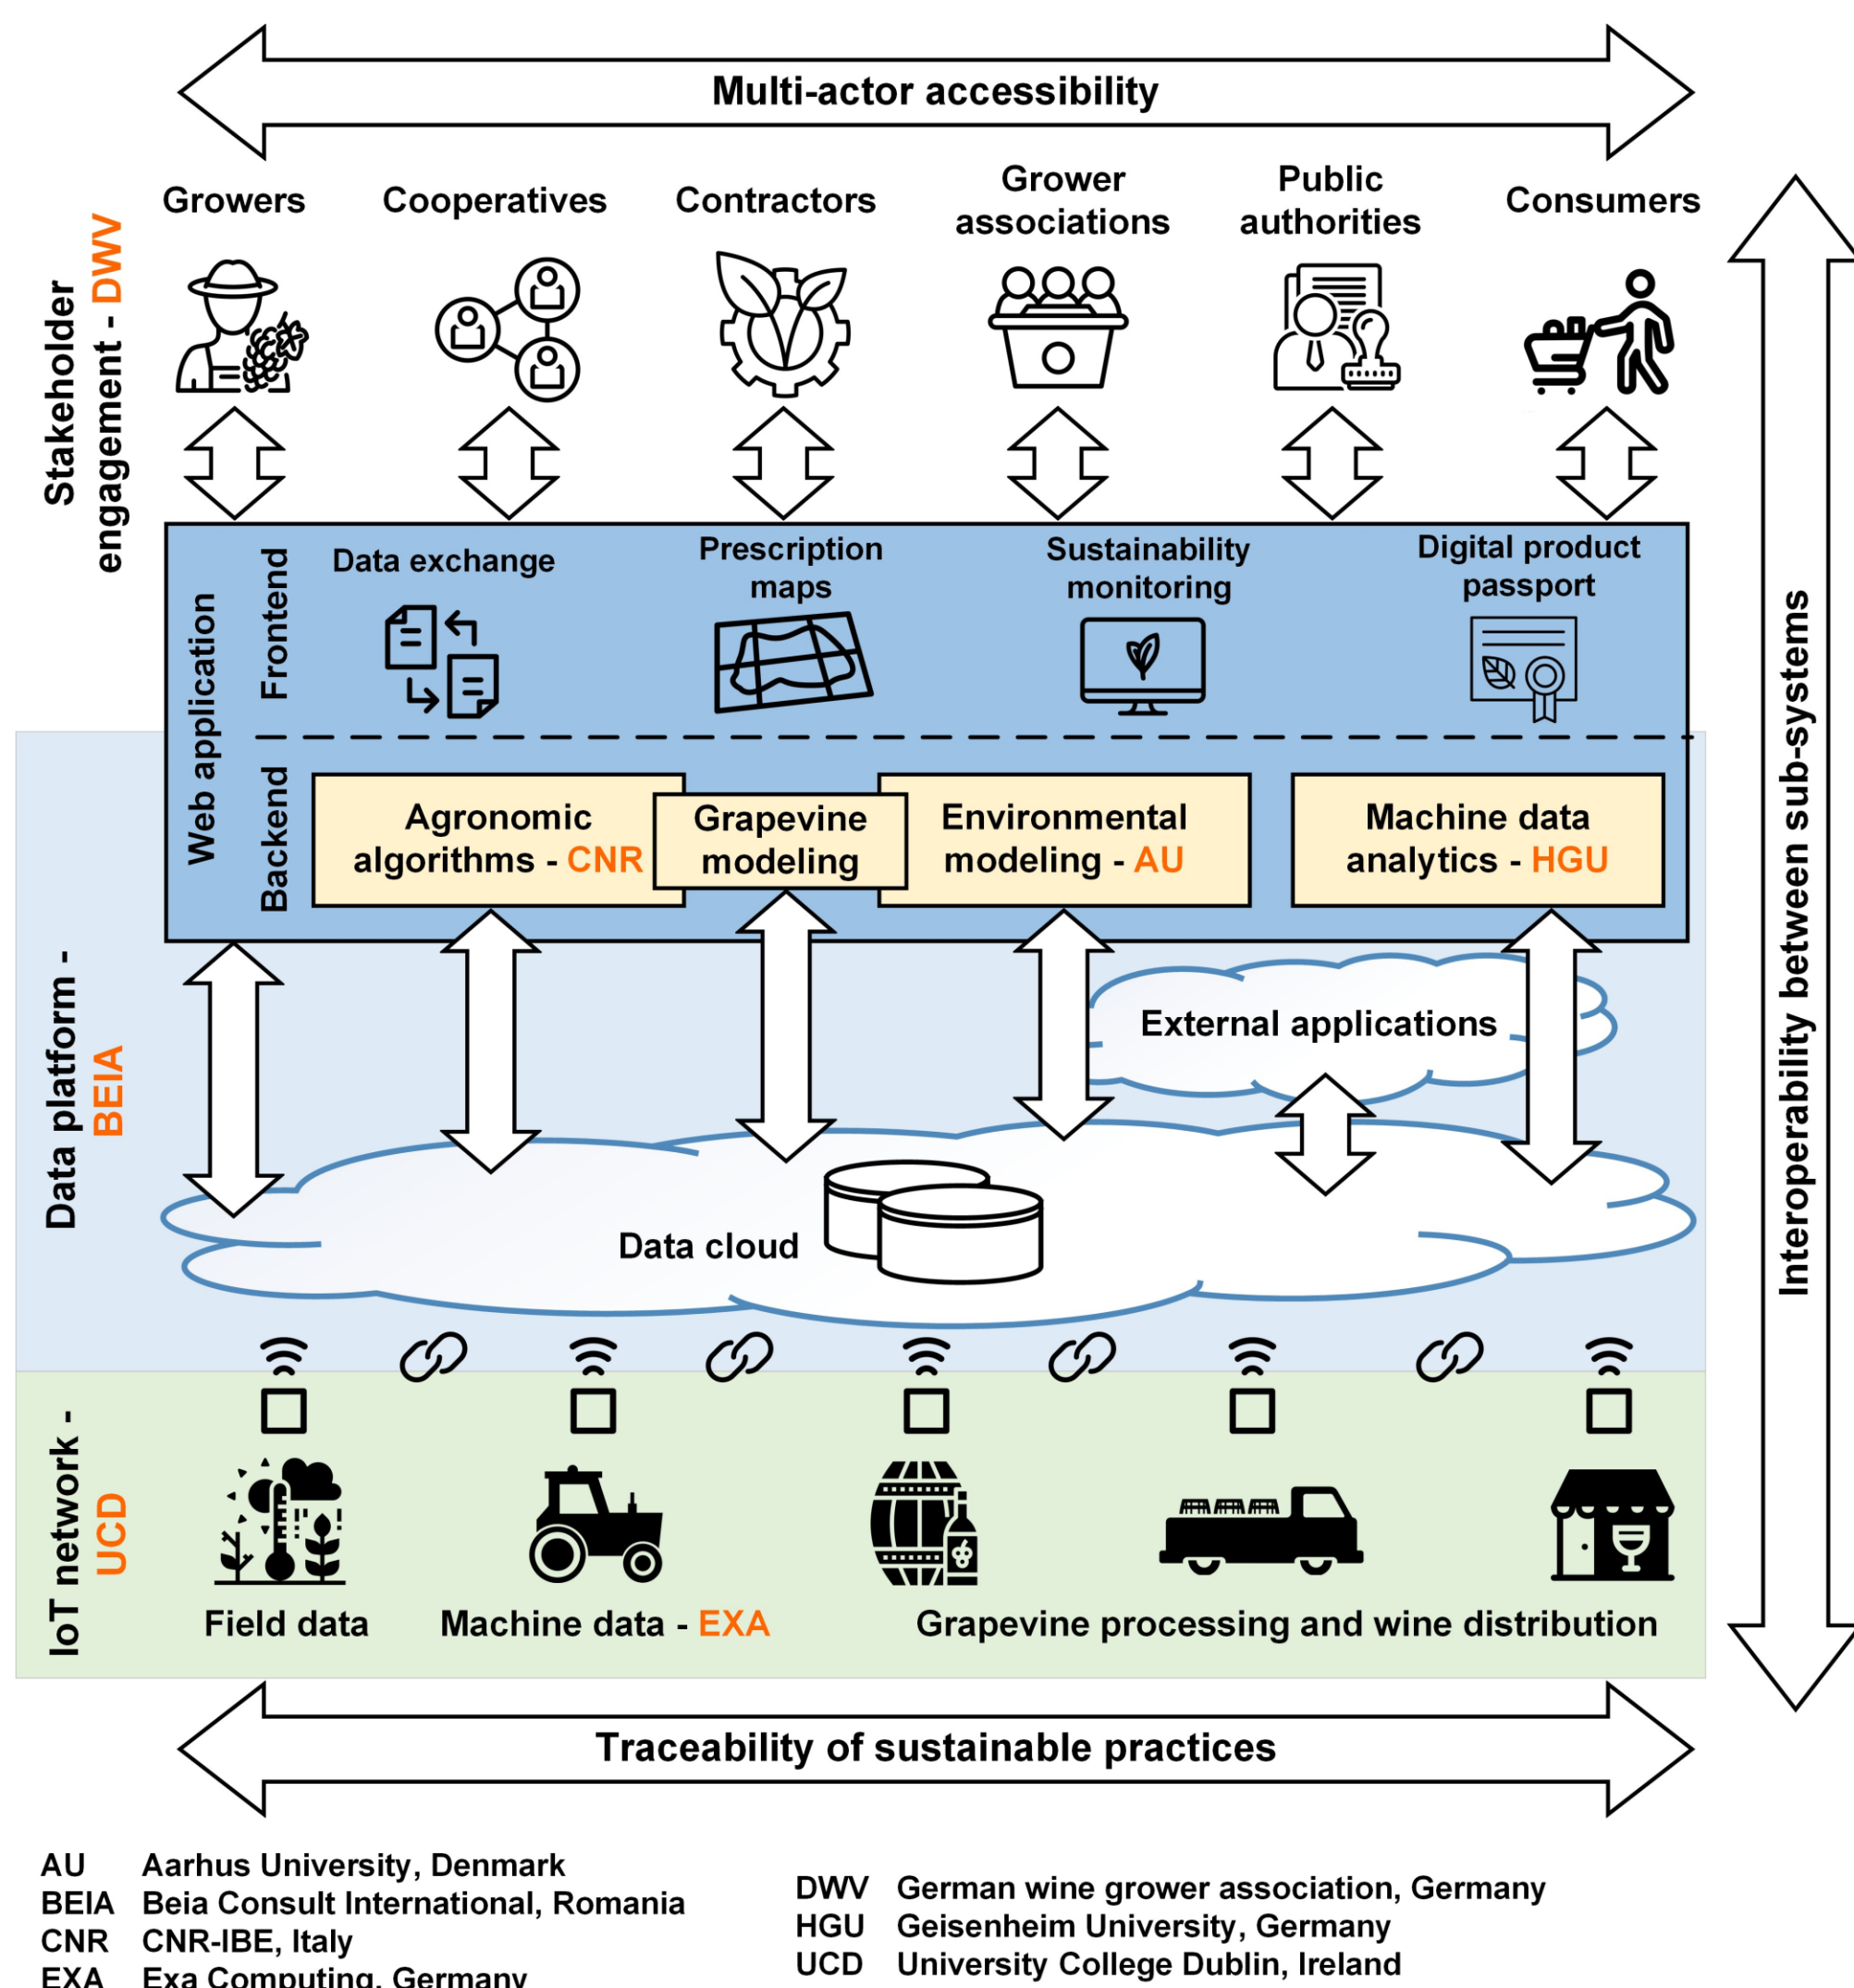 Multi-actor accessibility
Growers
Cooperatives
Contractors
Grower
associations
Public
authorities
Consumers
Stakeholder
engagement - DWV
Web application
Frontend
Data exchange
Prescription
maps
Sustainability
monitoring
Digital product
passport
Backend
Agronomic
algorithms - CNR
Grapevine
modeling
Environmental
modeling - AU
Machine data
analytics - HGU
Interoperability between sub-systems
Data platform -
BEIA
External applications
Data cloud
IoT network -
UCD
Field data
Machine data - EXA
Grapevine processing and wine distribution
Traceability of sustainable practices
AU Aarhus University, Denmark
BEIA Beia Consult International, Romania
CNR CNR-IBE, Italy
EXA Exa Computing, Germany
DWV German wine grower association, Germany
HGU Geisenheim University, Germany
UCD University College Dublin, Ireland